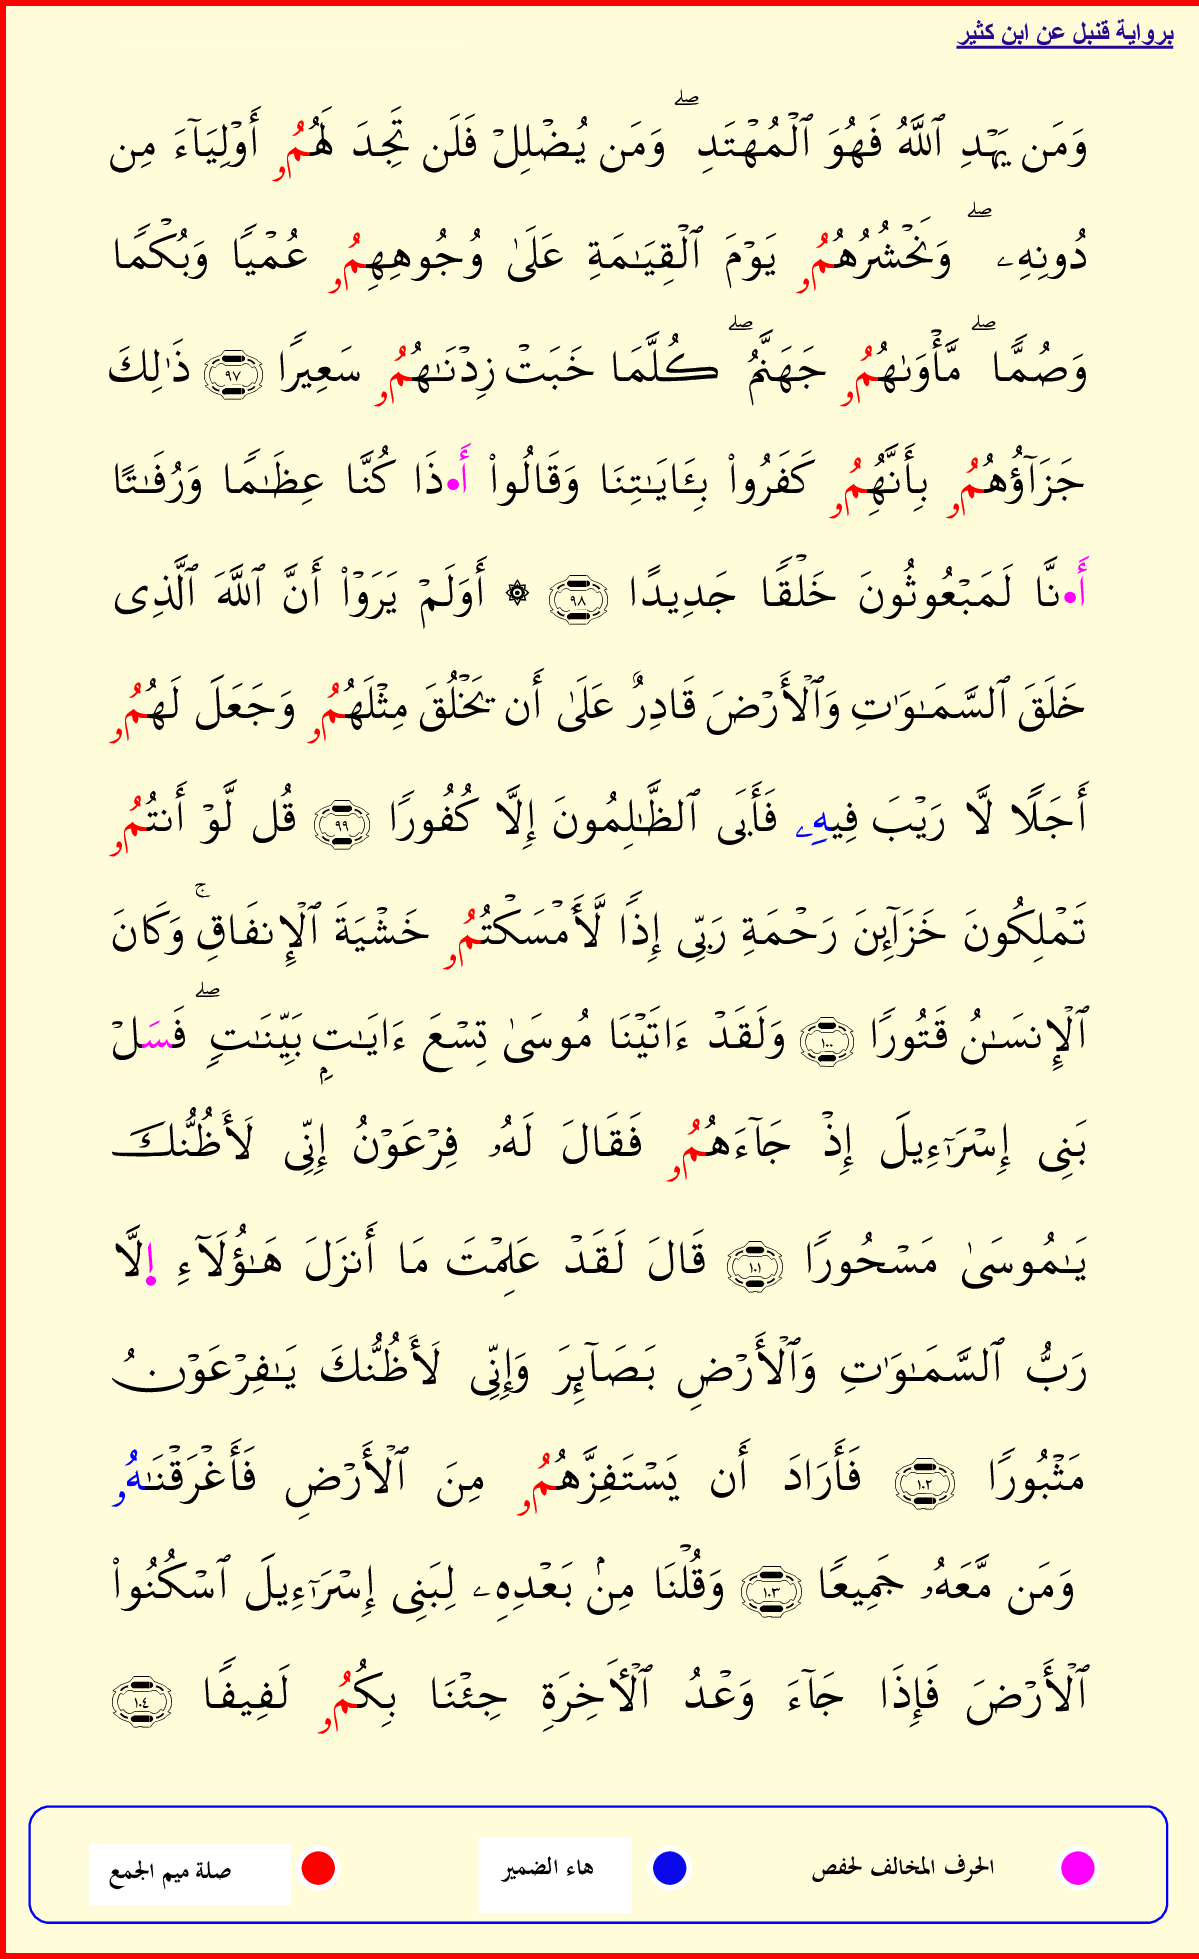 برواية قنبل عن ابن كثير
وَمَن يَهْدِ ٱللَّهُ فَهُوَ ٱلْمُهْتَدِ ۖ وَمَن يُضْلِلْ فَلَن تَجِدَ لَهُمُۥ أَوْلِيَآءَ مِن
دُونِهِۦ ۖ وَنَحْشُرُهُمُۥ يَوْمَ ٱلْقِيَـٰمَةِ عَلَىٰ وُجُوهِهِمُۥ عُمْيًا وَبُكْمًا
وَصُمًّا ۖ مَّأْوَىٰهُمُۥ جَهَنَّمُ ۖ كُلَّمَا خَبَتْ زِدْنَـٰهُمُۥ سَعِيرًا ٩٧ ذَٰلِكَ
جَزَآؤُهُمُۥ بِأَنَّهُمُۥ كَفَرُوا۟ بِـَٔايَـٰتِنَا وَقَالُوا۟ أَ•ذَا كُنَّا عِظَـٰمًا وَرُفَـٰتًا
أَ•نَّا لَمَبْعُوثُونَ خَلْقًا جَدِيدًا ٩٨ ۞ أَوَلَمْ يَرَوْا۟ أَنَّ ٱللَّهَ ٱلَّذِى
خَلَقَ ٱلسَّمَـٰوَٰتِ وَٱلْأَرْضَ قَادِرٌ عَلَىٰ أَن يَخْلُقَ مِثْلَهُمُۥ وَجَعَلَ لَهُمُۥ
أَجَلًا لَّا رَيْبَ فِيهِۦ فَأَبَى ٱلظَّـٰلِمُونَ إِلَّا كُفُورًا ٩٩ قُل لَّوْ أَنتُمُۥ
تَمْلِكُونَ خَزَآئِنَ رَحْمَةِ رَبِّى إِذًا لَّأَمْسَكْتُمُۥ خَشْيَةَ ٱلْإِنفَاقِ ۚ وَكَانَ
ٱلْإِنسَـٰنُ قَتُورًا ١٠٠ وَلَقَدْ ءَاتَيْنَا مُوسَىٰ تِسْعَ ءَايَـٰتٍۭ بَيِّنَـٰتٍ ۖ فَسَلْ
بَنِى إِسْرَٰٓءِيلَ إِذْ جَآءَهُمُۥ فَقَالَ لَهُۥ فِرْعَوْنُ إِنِّى لَأَظُنُّكَ
يَـٰمُوسَىٰ مَسْحُورًا ١٠١ قَالَ لَقَدْ عَلِمْتَ مَا أَنزَلَ هَـٰؤُلَآءِ اِ•لَّا
رَبُّ ٱلسَّمَـٰوَٰتِ وَٱلْأَرْضِ بَصَآئِرَ وَإِنِّى لَأَظُنُّكَ يَـٰفِرْعَوْنُ
مَثْبُورًا ١٠٢ فَأَرَادَ أَن يَسْتَفِزَّهُمُۥ مِنَ ٱلْأَرْضِ فَأَغْرَقْنَـٰهُۥ
وَمَن مَّعَهُۥ جَمِيعًا ١٠٣ وَقُلْنَا مِنۢ بَعْدِهِۦ لِبَنِى إِسْرَٰٓءِيلَ ٱسْكُنُوا۟
ٱلْأَرْضَ فَإِذَا جَآءَ وَعْدُ ٱلْـَٔاخِرَةِ جِئْنَا بِكُمُۥ لَفِيفًا ١٠٤
الحرف المخالف لحفص
هاء الضمير
صلة ميم الجمع